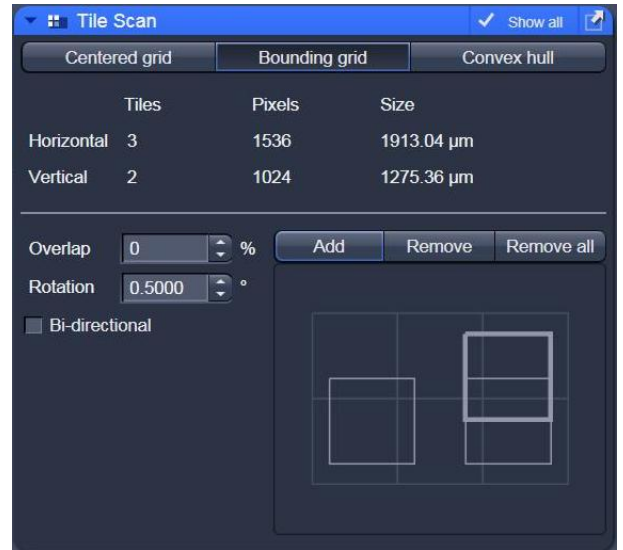 Tile Scan Show all
Centered grid Bounding grid Convex hull
Tiles Pixels Size
Horizontal 3 1536 1913.04 µm
Vertical 2 1024 1275.36 µm
Overlap 0 % Add Remove Remove all
Rotation 0.5000 °
Bi-directional